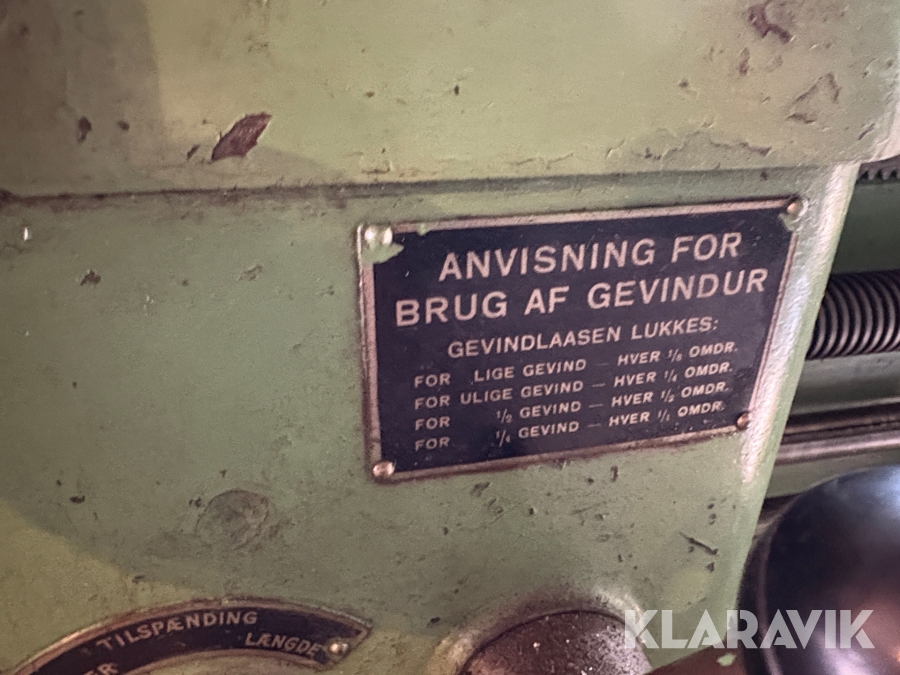 ANVISNING FOR
BRUG AF GEVINDUR
GEVINDLAASEN LUKKES:
FOR LIGE GEVIND — HVER 1/8 OMDR.
FOR ULIGE GEVIND — HVER 1/4 OMDR.
FOR 1/2 GEVIND — HVER 1/2 OMDR.
FOR 1/4 GEVIND — HVER 1/1 OMDR.
TILSPÆNDING
LÆNGDE
KLARAVIK